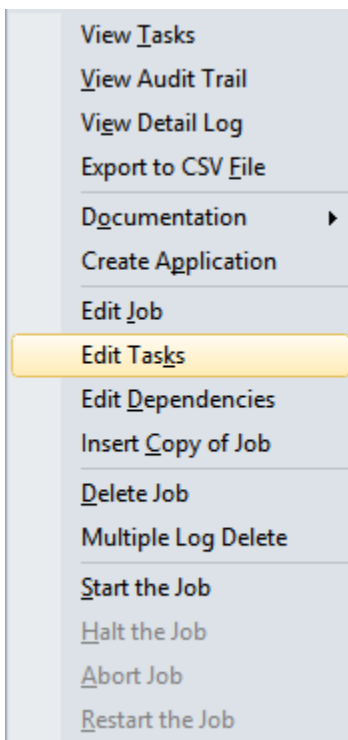 View Tasks
View Audit Trail
View Detail Log
Export to CSV File
Documentation
Create Application
Edit Job
Edit Tasks
Edit Dependencies
Insert Copy of Job
Delete Job
Multiple Log Delete
Start the Job
Halt the Job
Abort Job
Restart the Job